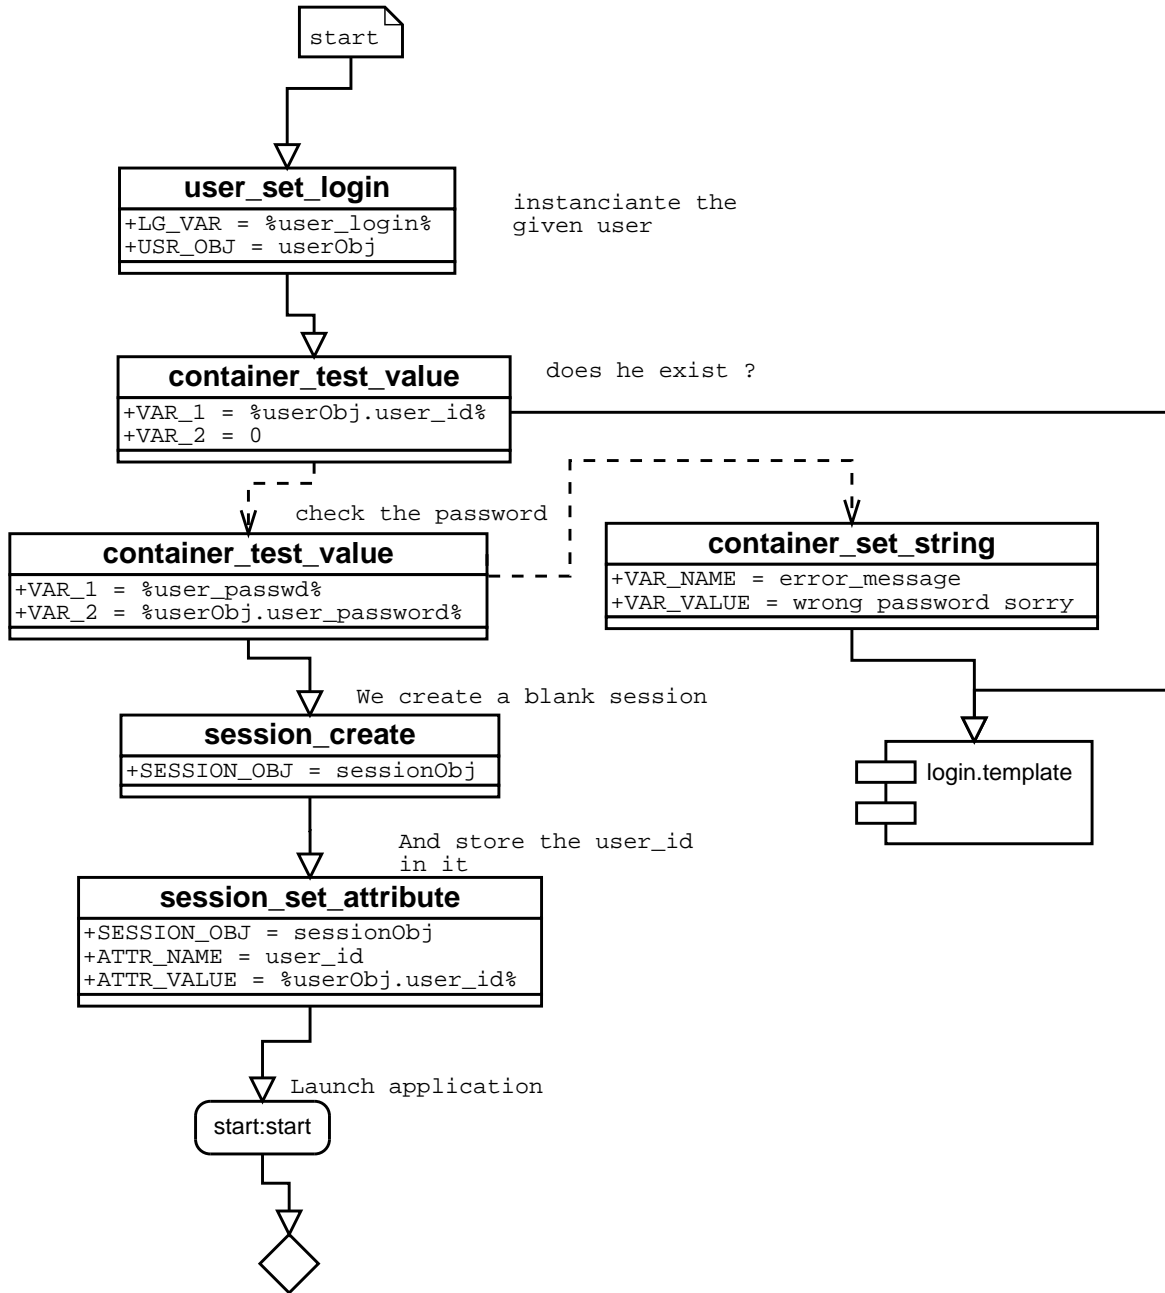 start
user_set_login
+LG_VAR = %user_login%
+USR_OBJ = userObj
instanciante the
given user
container_test_value
+VAR_1 = %userObj.user_id%
+VAR_2 = 0
does he exist ?
check the password
container_test_value
+VAR_1 = %user_passwd%
+VAR_2 = %userObj.user_password%
container_set_string
+VAR_NAME = error_message
+VAR_VALUE = wrong password sorry
We create a blank session
session_create
+SESSION_OBJ = sessionObj
login.template
And store the user_id
in it
session_set_attribute
+SESSION_OBJ = sessionObj
+ATTR_NAME = user_id
+ATTR_VALUE = %userObj.user_id%
Launch application
start:start